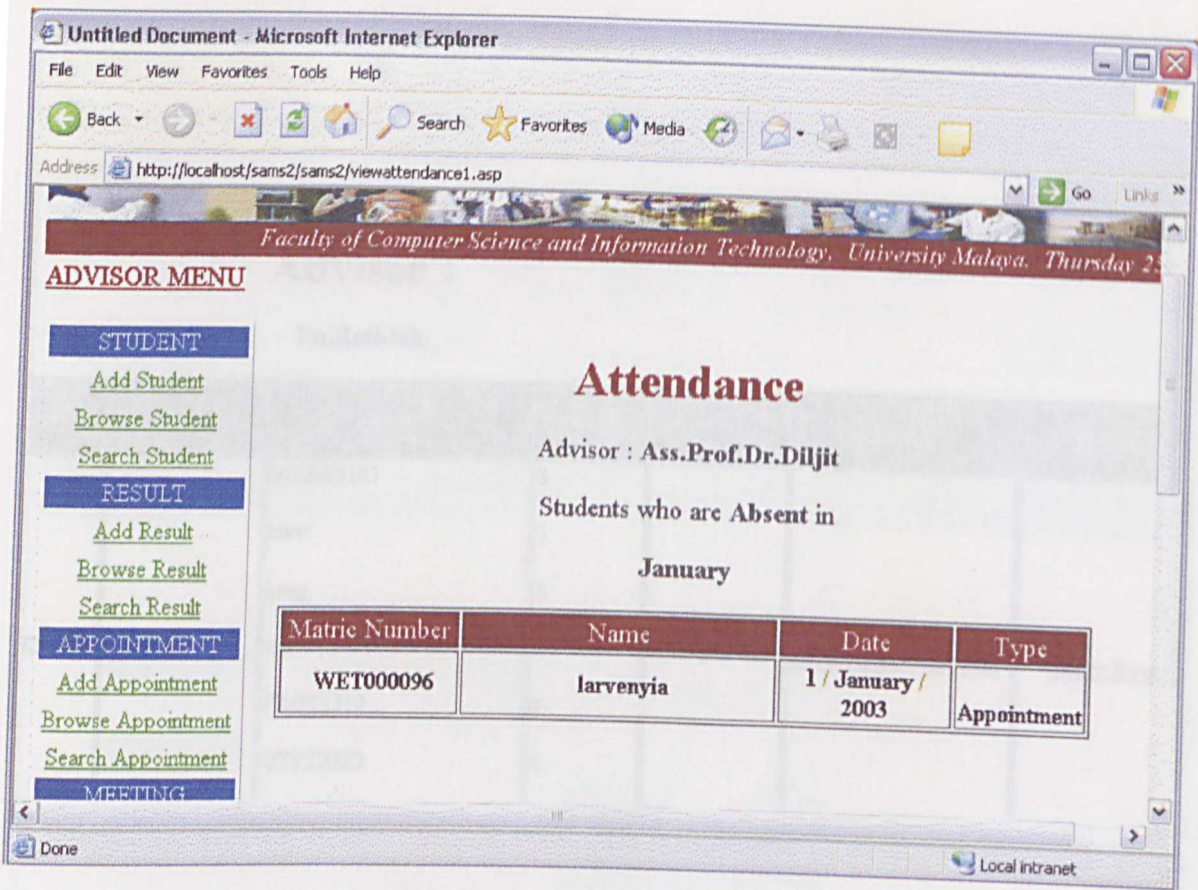 Untitled Document - Microsoft Internet Explorer
File Edit View Favorites Tools Help
Back Search Favorites Media
Address http://localhost/sams2/sams2/viewattendance1.asp Go Links »
Faculty of Computer Science and Information Technology, University Malaya. Thursday 25
ADVISOR MENU
STUDENT
Add Student
Browse Student
Search Student
RESULT
Add Result
Browse Result
Search Result
APPOINTMENT
Add Appointment
Browse Appointment
Search Appointment
MEETING
Attendance
Advisor : Ass.Prof.Dr.Diljit
Students who are Absent in
January
Matric Number Name Date Type
WET000096 larvenyia 1 / January / 2003 Appointment
Done
Local intranet